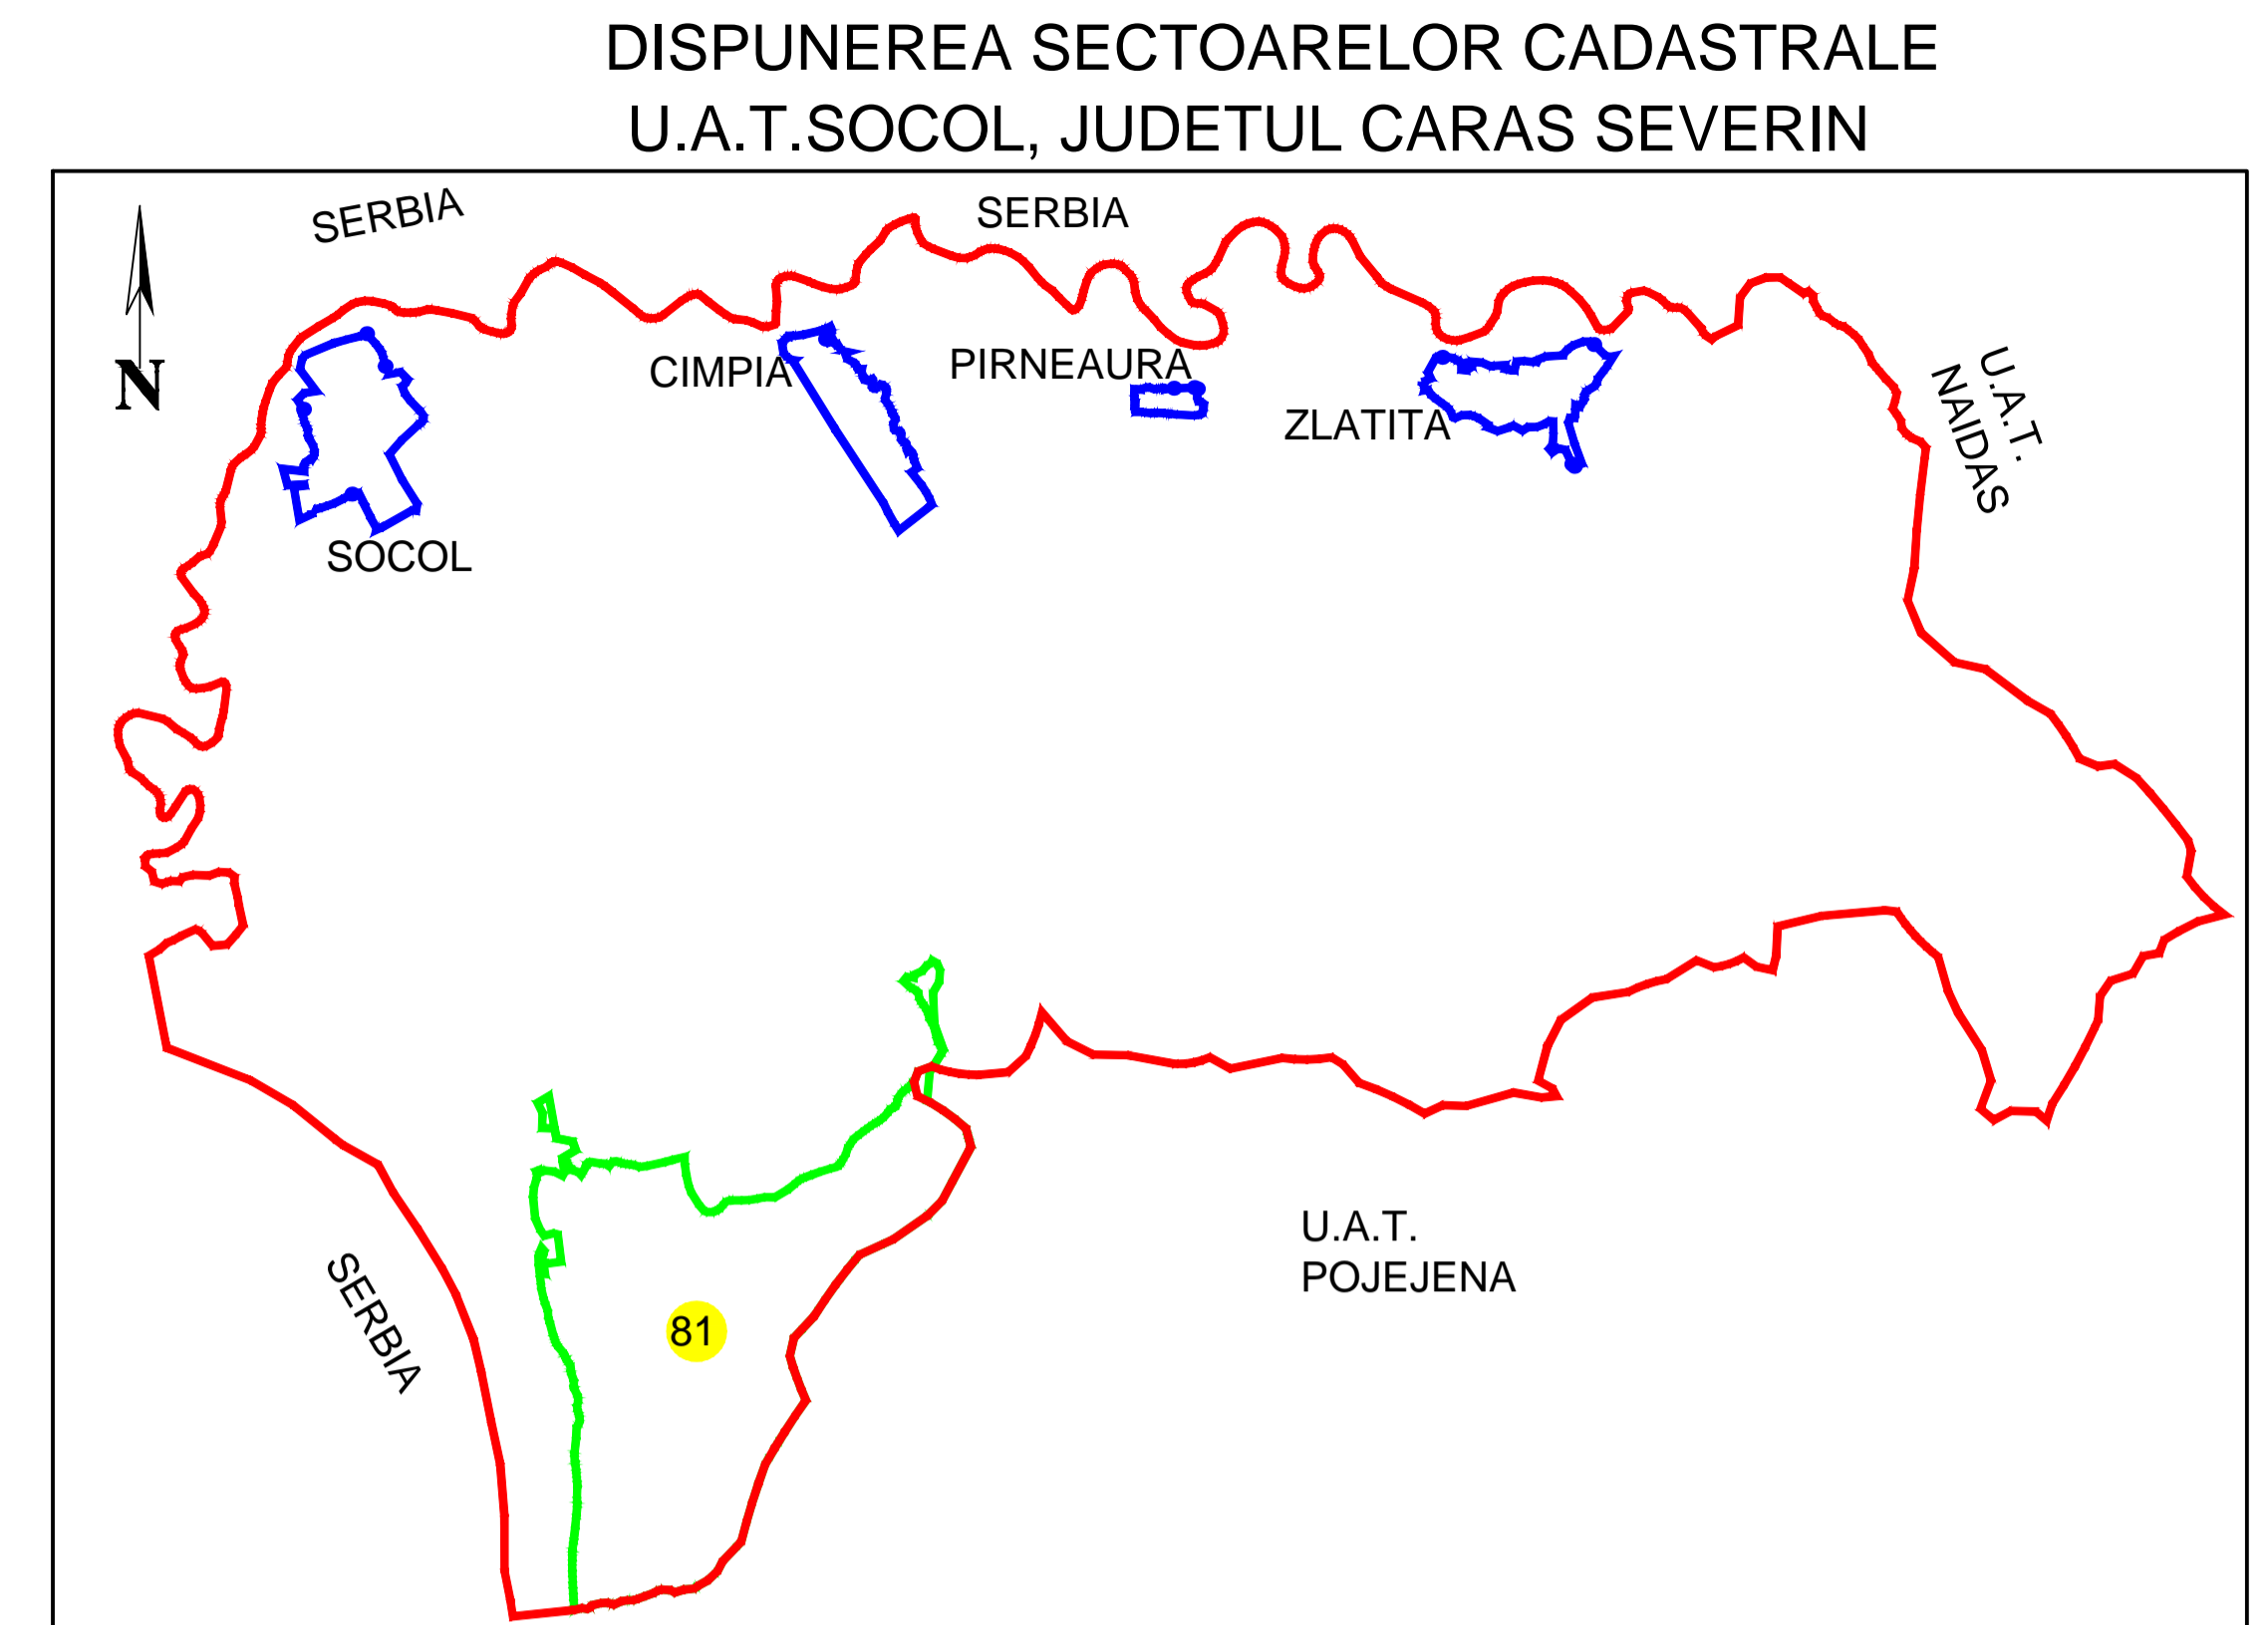 DISPUNEREA SECTOARELOR CADASTRALE
U.A.T.SOCOL, JUDETUL CARAS SEVERIN
SERBIA
SERBIA
N
CIMPIA
PIRNEAURA
ZLATITA
U.A.T.
NAIDAS
SOCOL
U.A.T.
POJEJENA
SERBIA
81